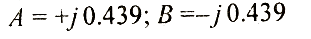 A = +j 0.439; B =–j 0.439